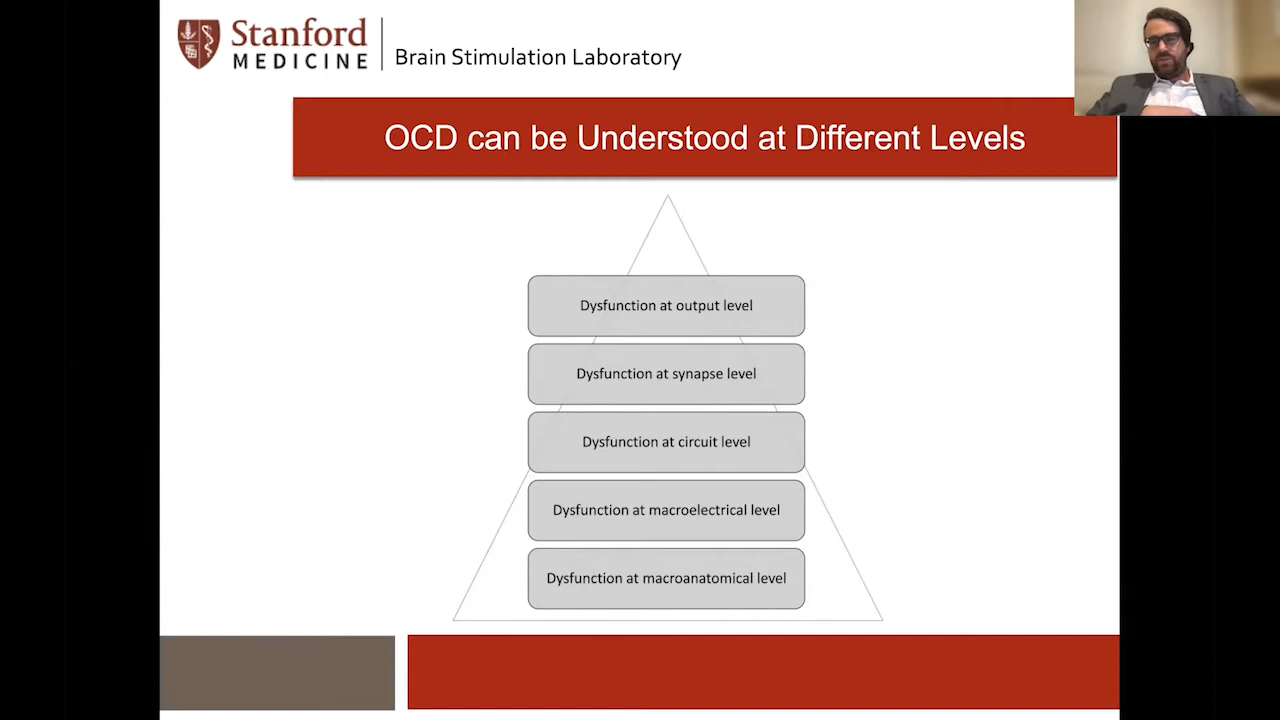 Stanford
MEDICINE
Brain Stimulation Laboratory
OCD can be Understood at Different Levels
Dysfunction at output level
Dysfunction at synapse level
Dysfunction at circuit level
Dysfunction at macroelectrical level
Dysfunction at macroanatomical level